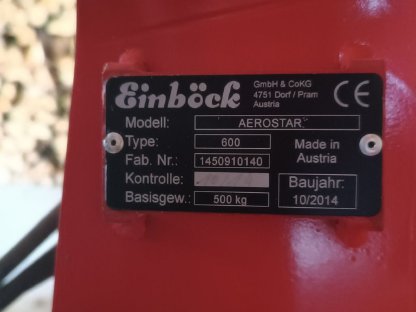 Einböck
GmbH & CoKG
4751 Dorf / Pram
Austria
CE
Modell: AEROSTAR
Type: 600
Fab. Nr.: 1450910140
Kontrolle:
Basisgew.: 500 kg
Made in
Austria
Baujahr:
10/2014